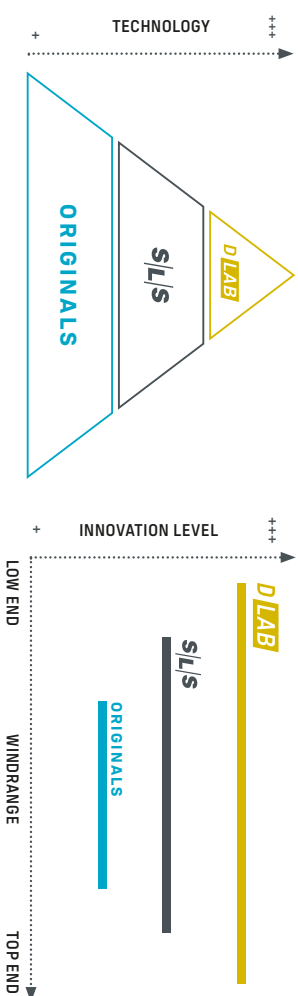 TECHNOLOGY
+
+++
ORIGINALS
S/L/S
D LAB
INNOVATION LEVEL
+
+++
LOW END
WINDRANGE
TOP END
D LAB
S/L/S
ORIGINALS